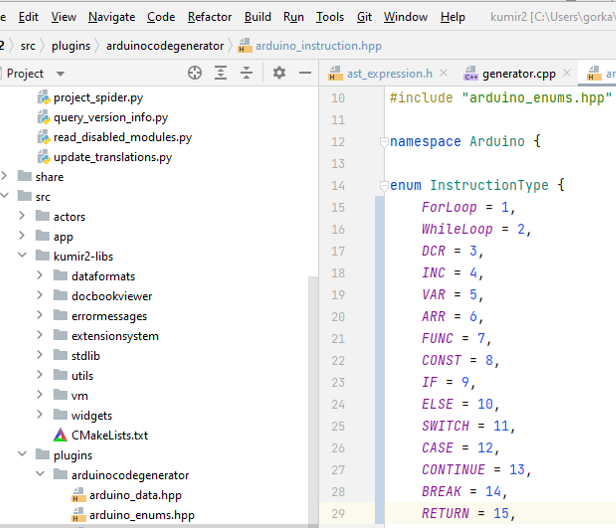 Edit View Navigate Code Refactor Build Run Tools Git Window Help kumir2 [C:\Users\gorka
2 src plugins arduinocodegenerator arduino_instruction.hpp
Project
ast_expression.h generator.cpp
project_spider.py
query_version_info.py
read_disabled_modules.py
update_translations.py
share
src
actors
app
kumir2-libs
dataformats
docbookviewer
errormessages
extensionsystem
stdlib
utils
vm
widgets
CMakeLists.txt
plugins
arduinocodegenerator
arduino_data.hpp
arduino_enums.hpp
10 #include "arduino_enums.hpp"
11
12 namespace Arduino {
13
14 enum InstructionType {
15 ForLoop = 1,
16 WhileLoop = 2,
17 DCR = 3,
18 INC = 4,
19 VAR = 5,
20 ARR = 6,
21 FUNC = 7,
22 CONST = 8,
23 IF = 9,
24 ELSE = 10,
25 SWITCH = 11,
26 CASE = 12,
27 CONTINUE = 13,
28 BREAK = 14,
29 RETURN = 15,